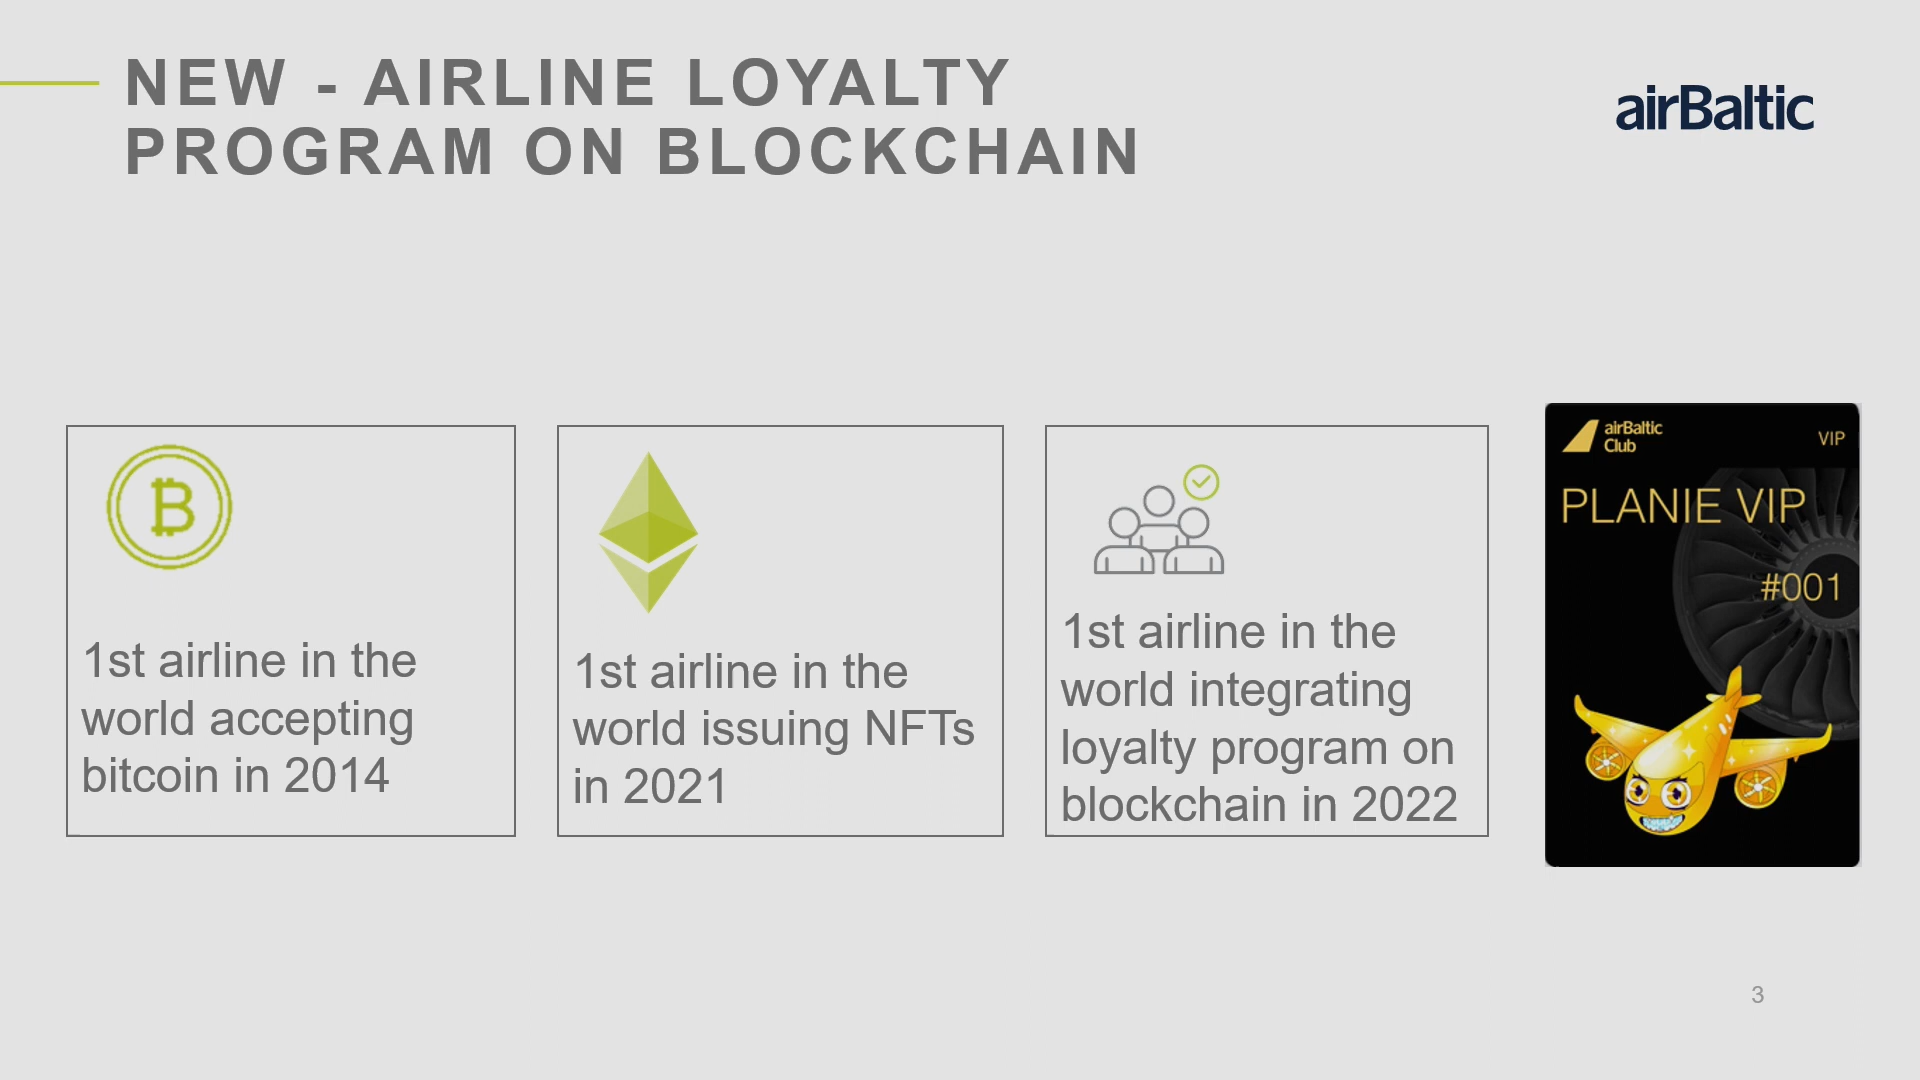 NEW - AIRLINE LOYALTY
PROGRAM ON BLOCKCHAIN
airBaltic
1st airline in the
world accepting
bitcoin in 2014
1st airline in the
world issuing NFTs
in 2021
1st airline in the
world integrating
loyalty program on
blockchain in 2022
airBaltic
Club
VIP
PLANIE VIP
#001
3